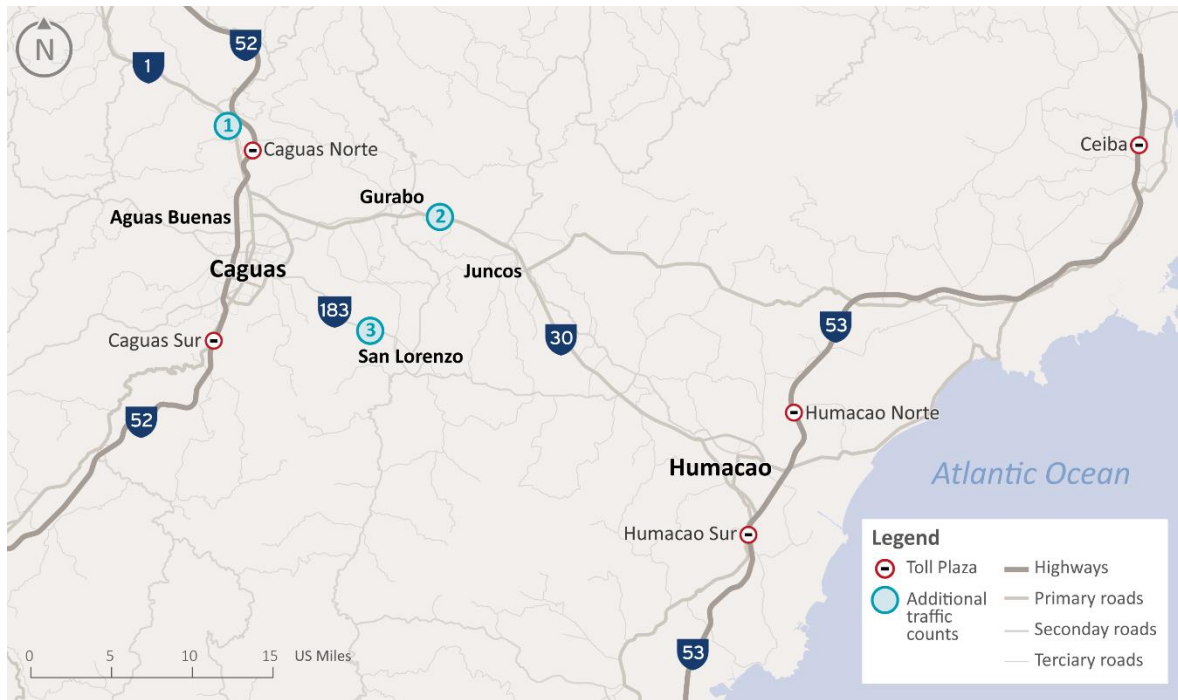 N
52
1
1
Caguas Norte
Ceiba
Gurabo
2
Aguas Buenas
Caguas
Juncos
183
3
Caguas Sur
San Lorenzo
30
53
52
Humacao Norte
Humacao
Atlantic Ocean
Humacao Sur
53
0 5 10 15 US Miles
Legend
Toll Plaza
Additional
traffic
counts
Highways
Primary roads
Seconday roads
Terciary roads